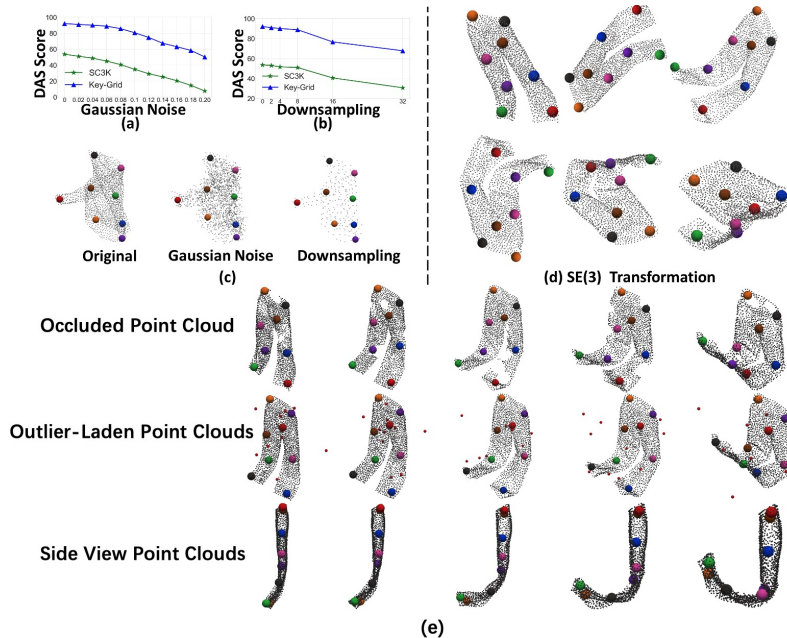 DAS Score
100
80
60
40
20
0
SC3K
Key-Grid
0 0.02 0.04 0.06 0.08 0.1 0.12 0.14 0.16 0.18 0.20
Gaussian Noise
(a)
DAS Score
100
80
60
40
20
0
SC3K
Key-Grid
0 2 4 8 16 32
Downsampling
(b)
Original Gaussian Noise Downsampling
(c)
(d) SE(3) Transformation
Occluded Point Cloud
Outlier-Laden Point Clouds
Side View Point Clouds
(e)